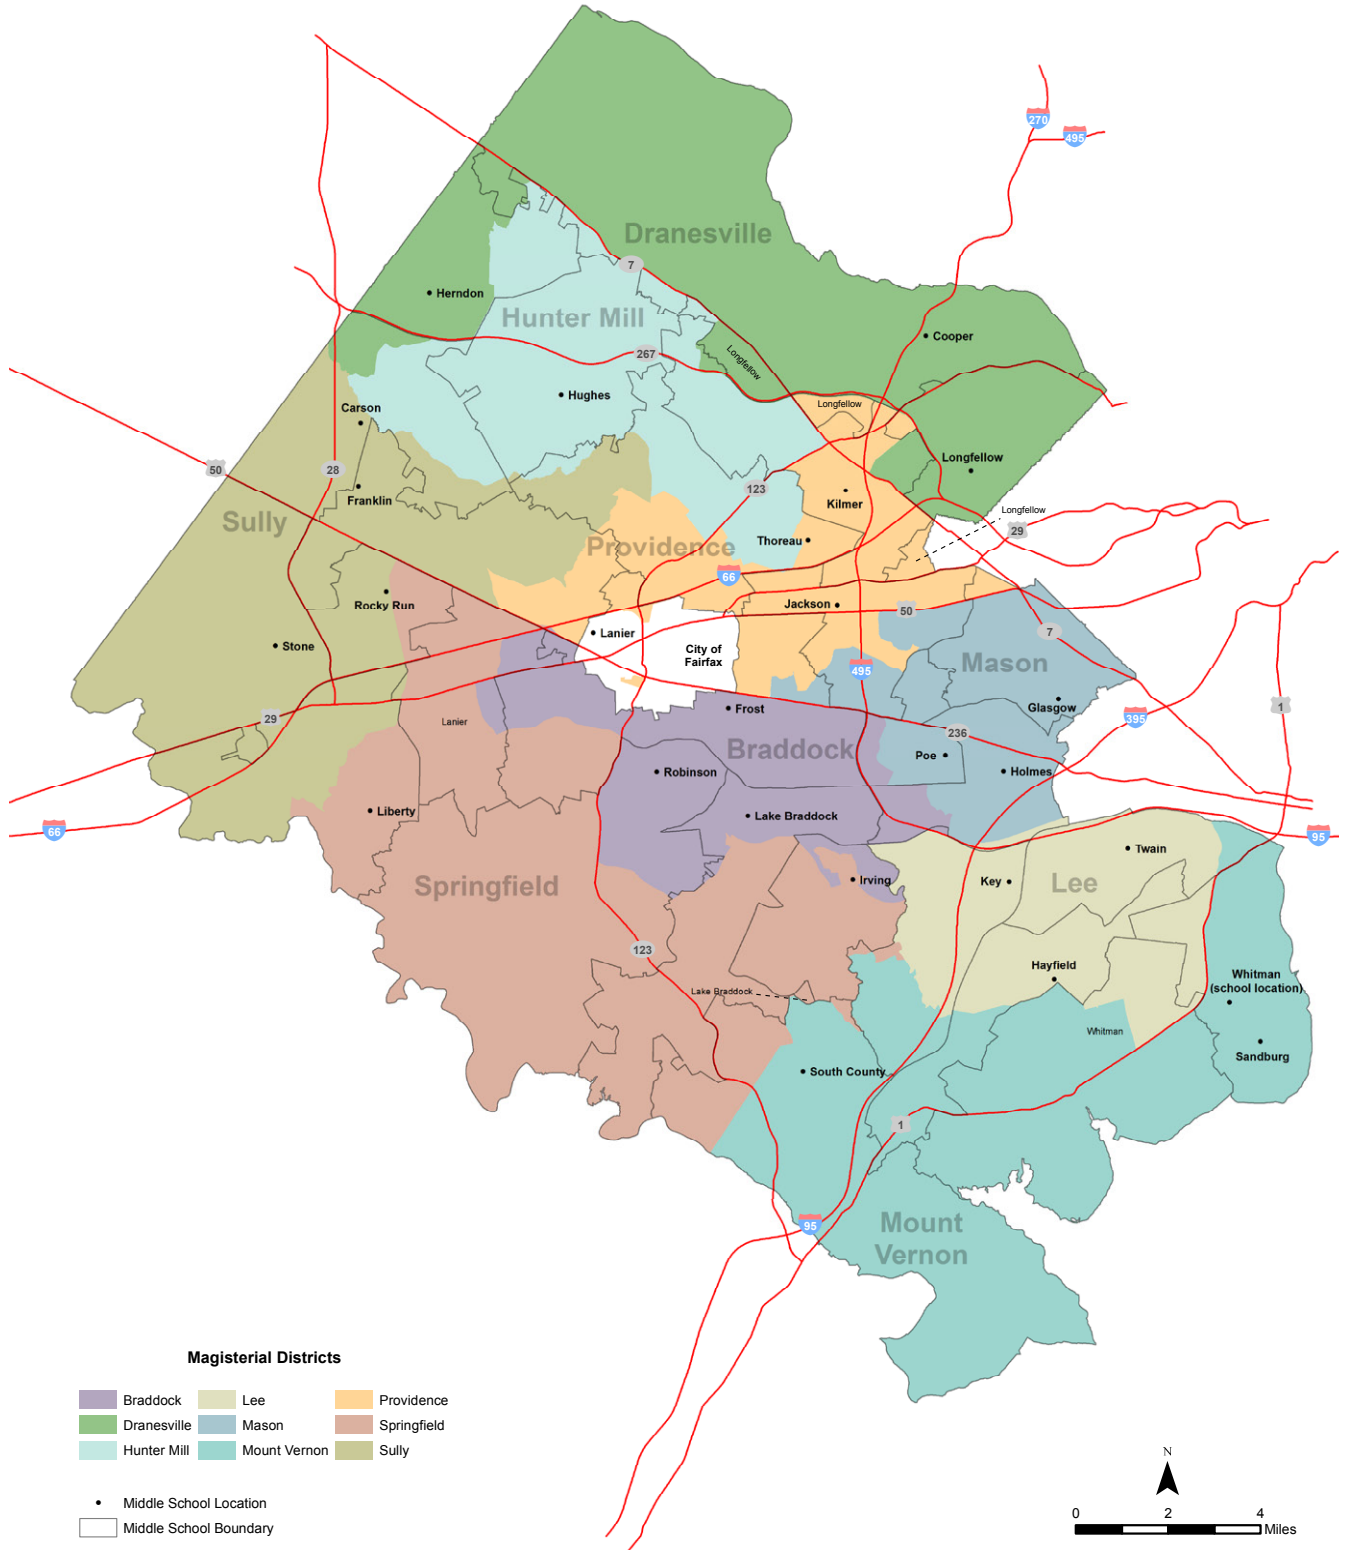 270
495
Dranesville
7
Herndon
Hunter Mill
Cooper
267
Longfellow
Hughes
Longfellow
Carson
Longfellow
50
28
123
Franklin
Kilmer
Longfellow
Sully
29
Thoreau
Providence
66
Rocky Run
Jackson
50
Lanier
7
Stone
City of
Fairfax
Mason
495
Glasgow
1
Frost
29
Lanier
395
236
Braddock
Poe
Robinson
Holmes
Liberty
Lake Braddock
66
95
Twain
Springfield
Irving
Key
Lee
123
Hayfield
Whitman
(school location)
Lake Braddock
Whitman
Sandburg
South County
1
95
Mount
Vernon
Magisterial Districts
Braddock
Lee
Providence
Dranesville
Mason
Springfield
Hunter Mill
Mount Vernon
Sully
Middle School Location
Middle School Boundary
N
0 2 4
Miles